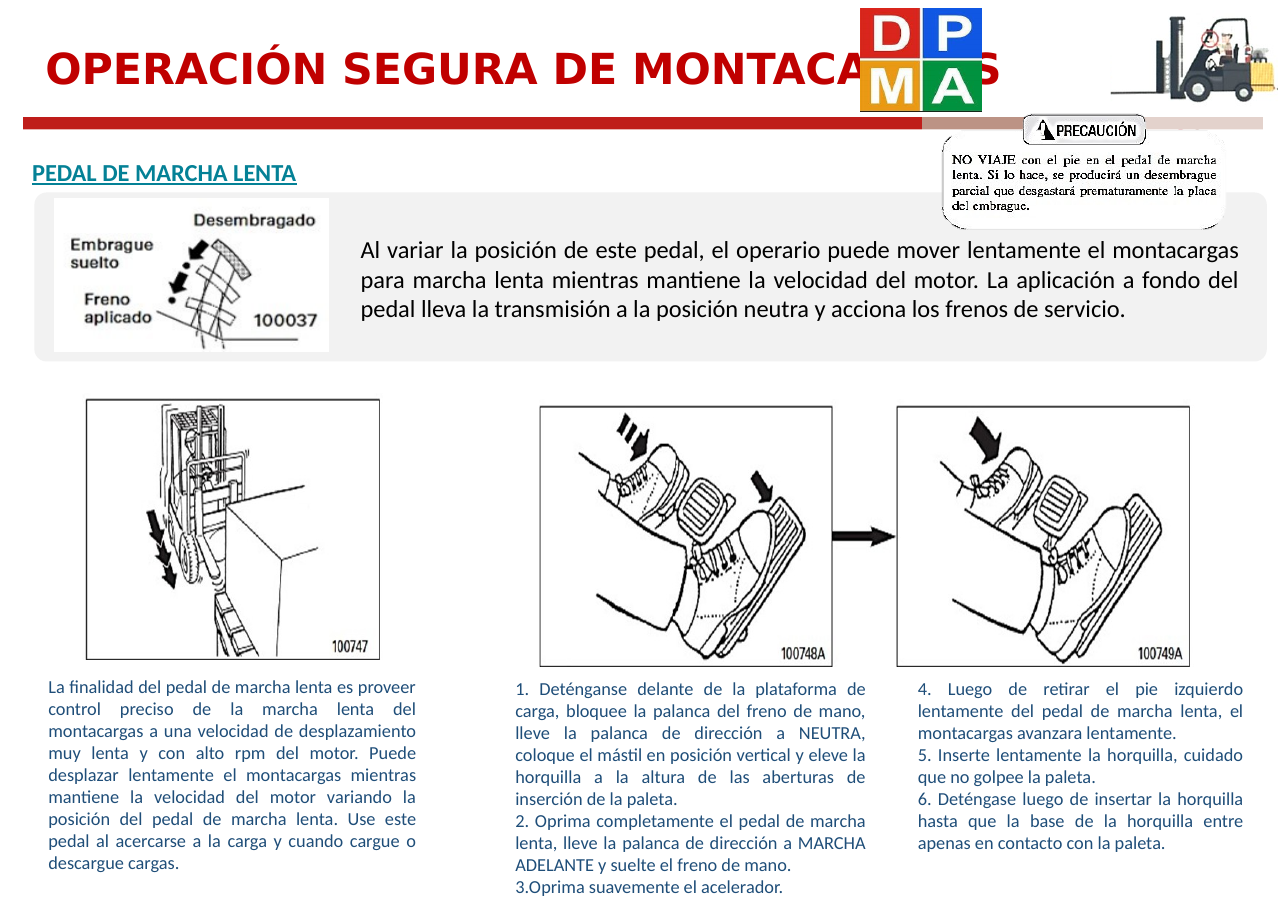 OPERACIÓN SEGURA DE MONTACA S
D P
M A
PRECAUCIÓN
NO VIAJE con el pie en el pedal de marcha
lenta. Si lo hace, se producirá un desembrague
parcial que desgastará prematuramente la placa
del embrague.
PEDAL DE MARCHA LENTA
Desembragado
Embrague
suelto
Freno
aplicado
100037
Al variar la posición de este pedal, el operario puede mover lentamente el montacargas
para marcha lenta mientras mantiene la velocidad del motor. La aplicación a fondo del
pedal lleva la transmisión a la posición neutra y acciona los frenos de servicio.
100747
100748A
100749A
La finalidad del pedal de marcha lenta es proveer
control preciso de la marcha lenta del
montacargas a una velocidad de desplazamiento
muy lenta y con alto rpm del motor. Puede
desplazar lentamente el montacargas mientras
mantiene la velocidad del motor variando la
posición del pedal de marcha lenta. Use este
pedal al acercarse a la carga y cuando cargue o
descargue cargas.
1. Deténganse delante de la plataforma de
carga, bloquee la palanca del freno de mano,
lleve la palanca de dirección a NEUTRA,
coloque el mástil en posición vertical y eleve la
horquilla a la altura de las aberturas de
inserción de la paleta.
2. Oprima completamente el pedal de marcha
lenta, lleve la palanca de dirección a MARCHA
ADELANTE y suelte el freno de mano.
3.Oprima suavemente el acelerador.
4. Luego de retirar el pie izquierdo
lentamente del pedal de marcha lenta, el
montacargas avanzara lentamente.
5. Inserte lentamente la horquilla, cuidado
que no golpee la paleta.
6. Deténgase luego de insertar la horquilla
hasta que la base de la horquilla entre
apenas en contacto con la paleta.